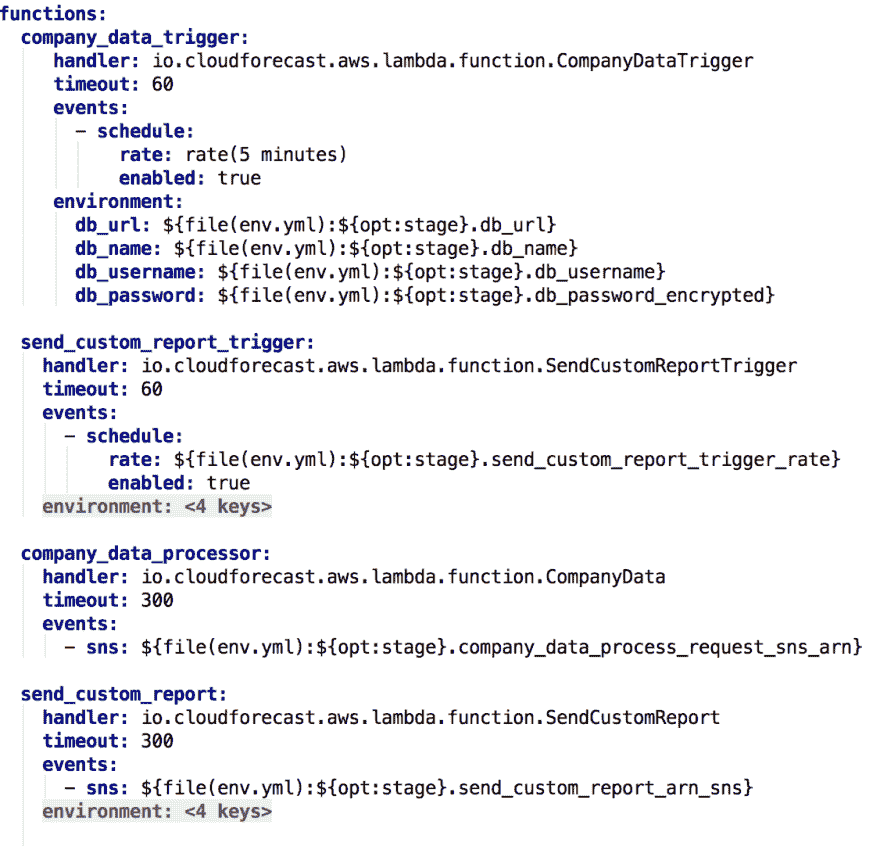 functions:
  company_data_trigger:
     handler: io.cloudforecast.aws.lambda.function.CompanyDataTrigger
     timeout: 60
     events:
       - schedule:
           rate: rate(5 minutes)
           enabled: true
     environment:
       db_url: ${file(env.yml):${opt:stage}.db_url}
       db_name: ${file(env.yml):${opt:stage}.db_name}
       db_username: ${file(env.yml):${opt:stage}.db_username}
       db_password: ${file(env.yml):${opt:stage}.db_password_encrypted}

  send_custom_report_trigger:
    handler: io.cloudforecast.aws.lambda.function.SendCustomReportTrigger
    timeout: 60
    events:
      - schedule:
          rate: ${file(env.yml):${opt:stage}.send_custom_report_trigger_rate}
          enabled: true
    environment: <4 keys>

  company_data_processor:
    handler: io.cloudforecast.aws.lambda.function.CompanyData
    timeout: 300
    events:
      - sns: ${file(env.yml):${opt:stage}.company_data_process_request_sns_arn}

  send_custom_report:
    handler: io.cloudforecast.aws.lambda.function.SendCustomReport
    timeout: 300
    events:
      - sns: ${file(env.yml):${opt:stage}.send_custom_report_arn_sns}
    environment: <4 keys>